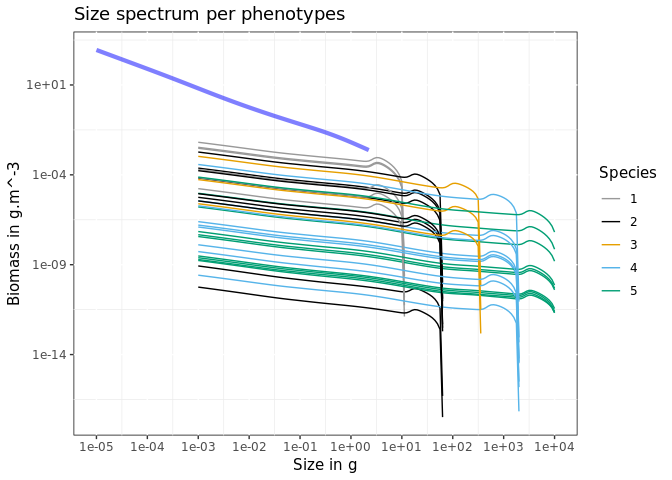 Size spectrum per phenotypes
Biomass in g.m^-3
1e+01
1e-04
1e-09
1e-14
1e-05 1e-04 1e-03 1e-02 1e-01 1e+00 1e+01 1e+02 1e+03 1e+04
Size in g
Species
1
2
3
4
5